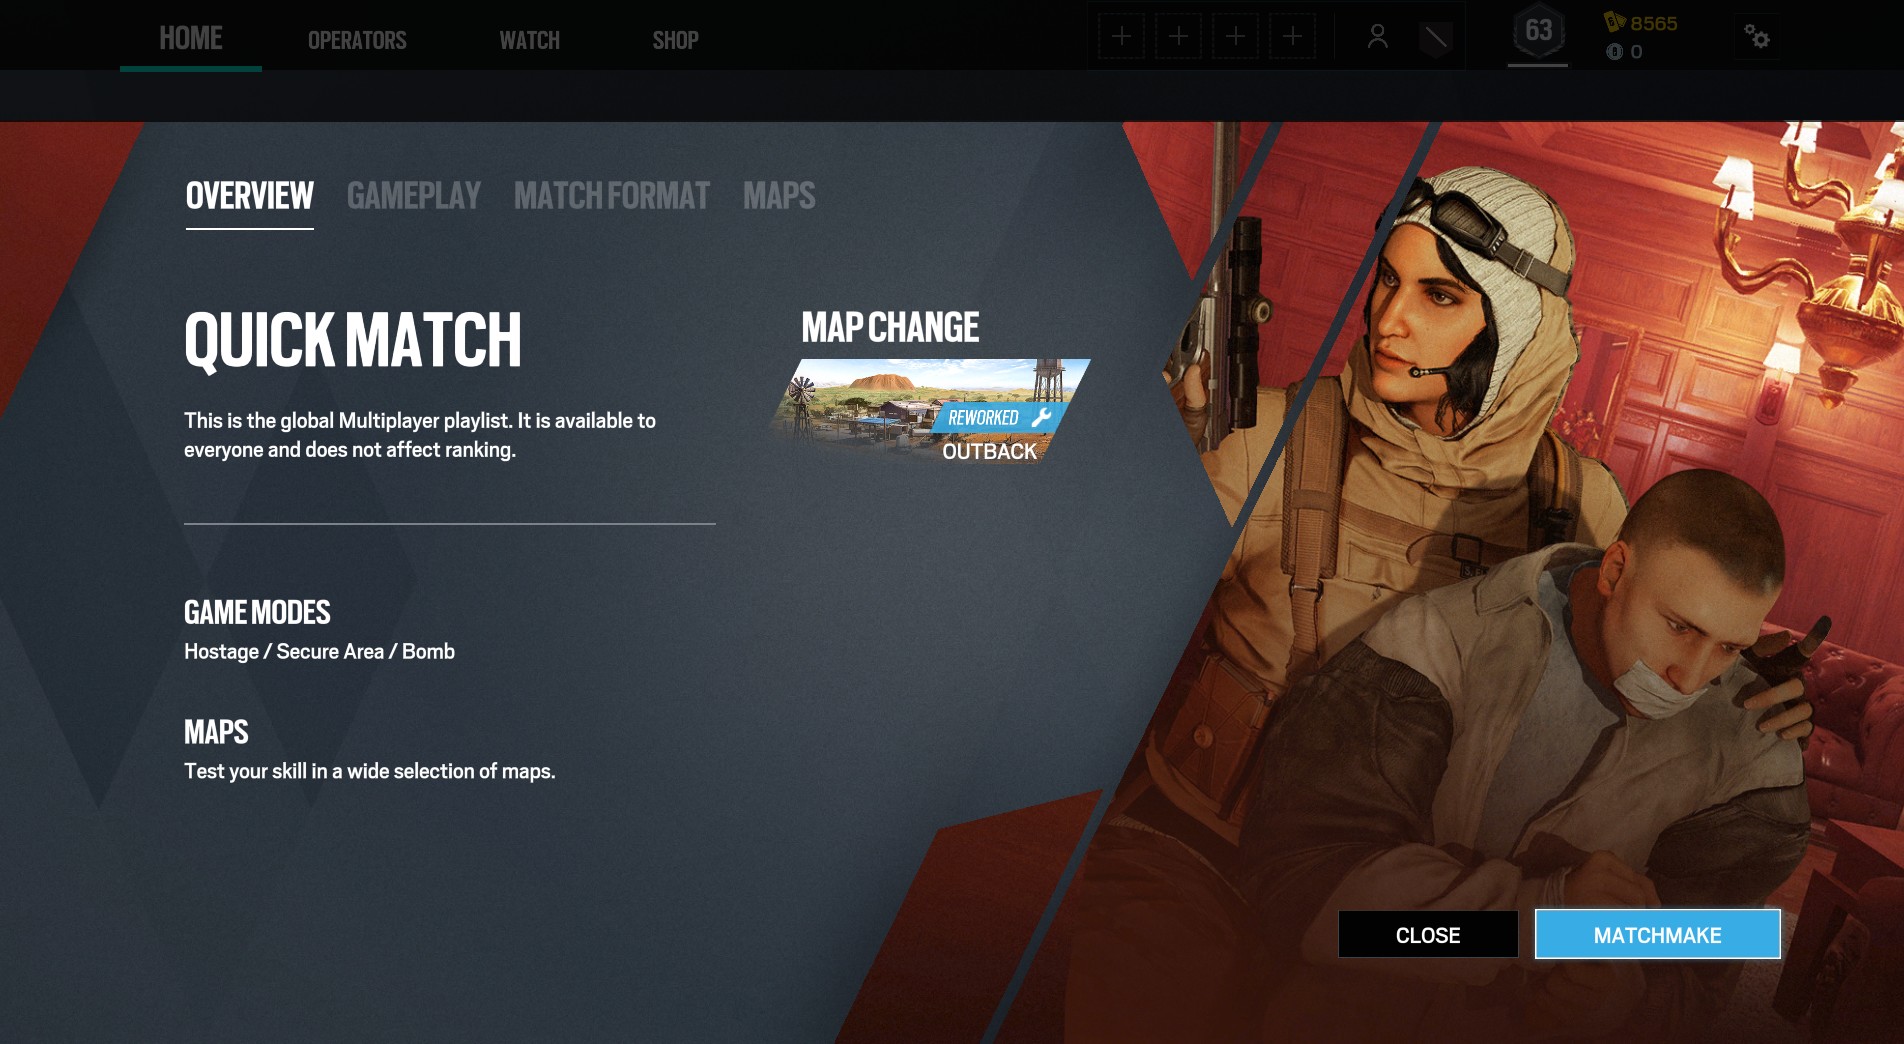 HOME
OPERATORS
WATCH
SHOP
63
8565
0
OVERVIEW
GAMEPLAY
MATCH FORMAT
MAPS
QUICK MATCH
This is the global Multiplayer playlist. It is available to
everyone and does not affect ranking.
MAP CHANGE
REWORKED
OUTBACK
GAME MODES
Hostage / Secure Area / Bomb
MAPS
Test your skill in a wide selection of maps.
CLOSE
MATCHMAKE